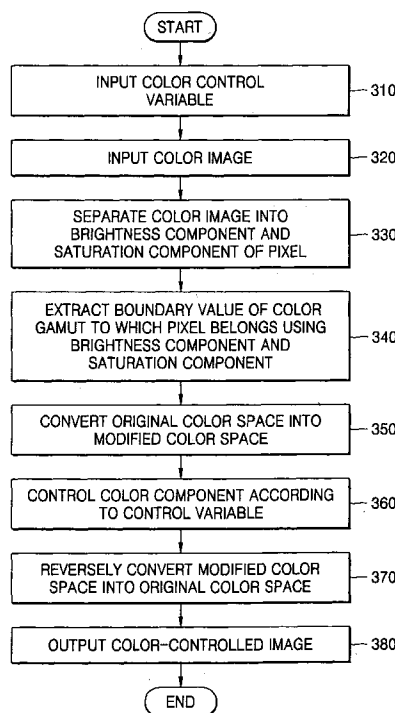 START
INPUT COLOR CONTROL
VARIABLE
310
INPUT COLOR IMAGE
320
SEPARATE COLOR IMAGE INTO
BRIGHTNESS COMPONENT AND
SATURATION COMPONENT OF PIXEL
330
EXTRACT BOUNDARY VALUE OF COLOR
GAMUT TO WHICH PIXEL BELONGS USING
BRIGHTNESS COMPONENT AND
SATURATION COMPONENT
340
CONVERT ORIGINAL COLOR SPACE INTO
MODIFIED COLOR SPACE
350
CONTROL COLOR COMPONENT ACCORDING
TO CONTROL VARIABLE
360
REVERSELY CONVERT MODIFIED COLOR
SPACE INTO ORIGINAL COLOR SPACE
370
OUTPUT COLOR-CONTROLLED IMAGE
380
END